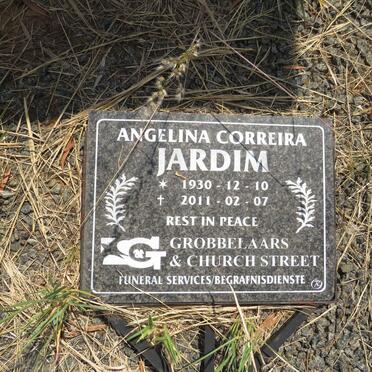 ANGELINA CORREIRA
JARDIM
* 1930 - 12 - 10
† 2011 - 02 - 07
REST IN PEACE
GROBBELAARS
& CHURCH STREET
FUNERAL SERVICES/BEGRAFNISDIENSTE